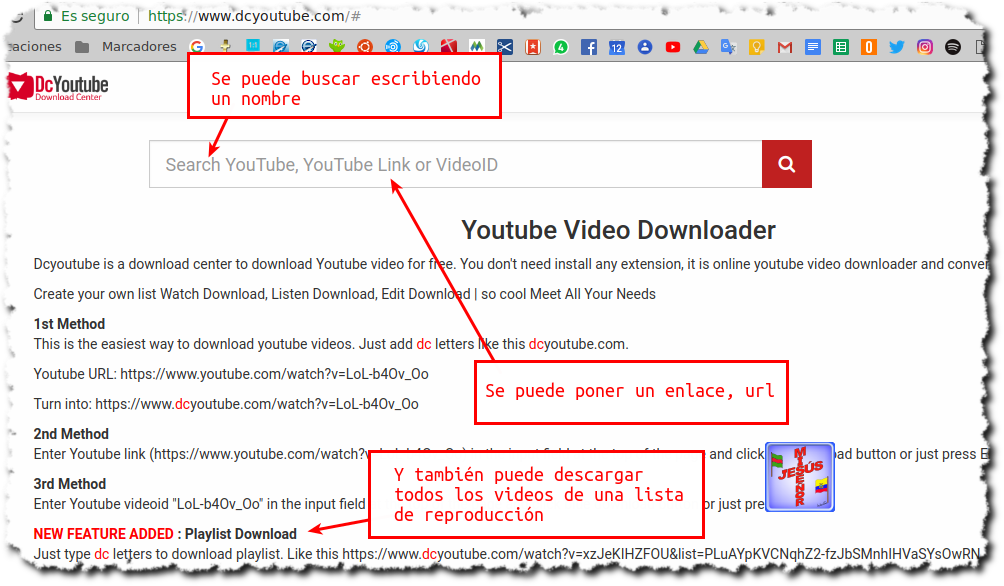 Es seguro | https://www.dcyoutube.com/#
caciones Marcadores
DcYoutube
Download Center
Se puede buscar escribiendo
un nombre
Search YouTube, YouTube Link or VideoID
Youtube Video Downloader
Dcyoutube is a download center to download Youtube video for free. You don't need install any extension, it is online youtube video downloader and conver
Create your own list Watch Download, Listen Download, Edit Download | so cool Meet All Your Needs
1st Method
This is the easiest way to download youtube videos. Just add dc letters like this dcyoutube.com.
Youtube URL: https://www.youtube.com/watch?v=LoL-b4Ov_Oo
Se puede poner un enlace, url
Turn into: https://www.dcyoutube.com/watch?v=LoL-b4Ov_Oo
2nd Method
Enter Youtube link (https://www.youtube.com/watch? and click ad button or just press E
Y también puede descargar
todos los videos de una lista
de reproducción
MI SEÑOR
JESÚS
3rd Method
Enter Youtube videoid "LoL-b4Ov_Oo" in the input field or just pre
NEW FEATURE ADDED : Playlist Download
Just type dc letters to download playlist. Like this https://www.dcyoutube.com/watch?v=xzJeKIHZFOU&list=PLuAYpKVCNqhZ2-fzJbSMnhIHVaSYsOwRN